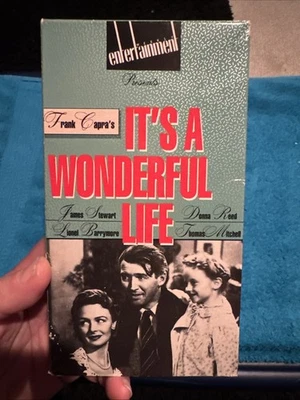 entertainment
Presents
Frank Capra's
IT'S A
WONDERFUL
LIFE
James Stewart
Donna Reed
Lionel Barrymore
Thomas Mitchell